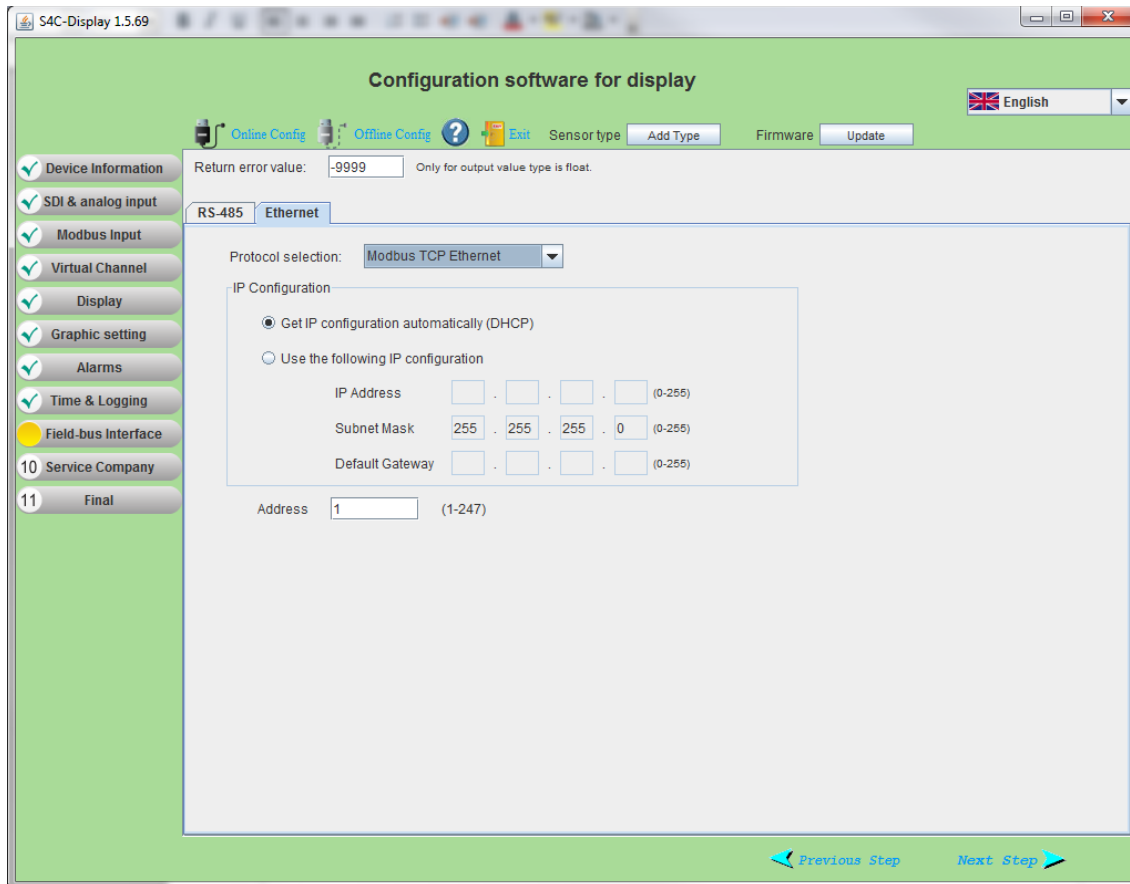 S4C-Display 1.5.69
Configuration software for display
English
Online Config Offline Config ? Exit Sensor type Add Type Firmware Update
Device Information
SDI & analog input
Modbus Input
Virtual Channel
Display
Graphic setting
Alarms
Time & Logging
Field-bus Interface
10 Service Company
11 Final
Return error value: -9999 Only for output value type is float.
RS-485 Ethernet
Protocol selection: Modbus TCP Ethernet
IP Configuration
Get IP configuration automatically (DHCP)
Use the following IP configuration
IP Address . . . (0-255)
Subnet Mask 255 . 255 . 255 . 0 (0-255)
Default Gateway . . . (0-255)
Address 1 (1-247)
Previous Step Next Step